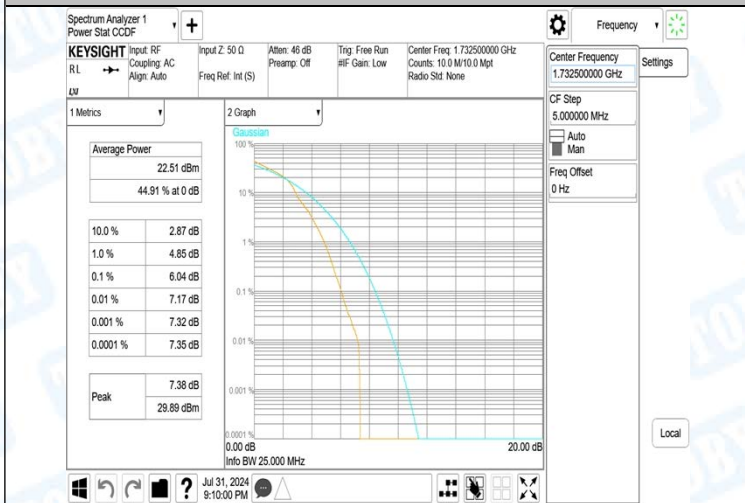 Spectrum Analyzer 1
Power Stat CCDF
Frequency
KEYSIGHT
RL
LXI
Input: RF
Coupling: AC
Align: Auto
Input Z: 50 Ω
Freq Ref: Int (S)
Atten: 46 dB
Preamp: Off
Trig: Free Run
#IF Gain: Low
Center Freq: 1.732500000 GHz
Counts: 10.0 M/10.0 Mpt
Radio Std: None
Center Frequency
1.732500000 GHz
Settings
CF Step
5.000000 MHz
Auto
Man
Freq Offset
0 Hz
1 Metrics
Average Power
22.51 dBm
44.91 % at 0 dB
10.0 % 2.87 dB
1.0 % 4.85 dB
0.1 % 6.04 dB
0.01 % 7.17 dB
0.001 % 7.32 dB
0.0001 % 7.35 dB
Peak 7.38 dB
29.89 dBm
2 Graph
Gaussian
100 %
10 %
1 %
0.1 %
0.01 %
0.001 %
0.0001 %
0.00 dB 20.00 dB
Info BW 25.000 MHz
Local
?
Jul 31, 2024
9:10:00 PM